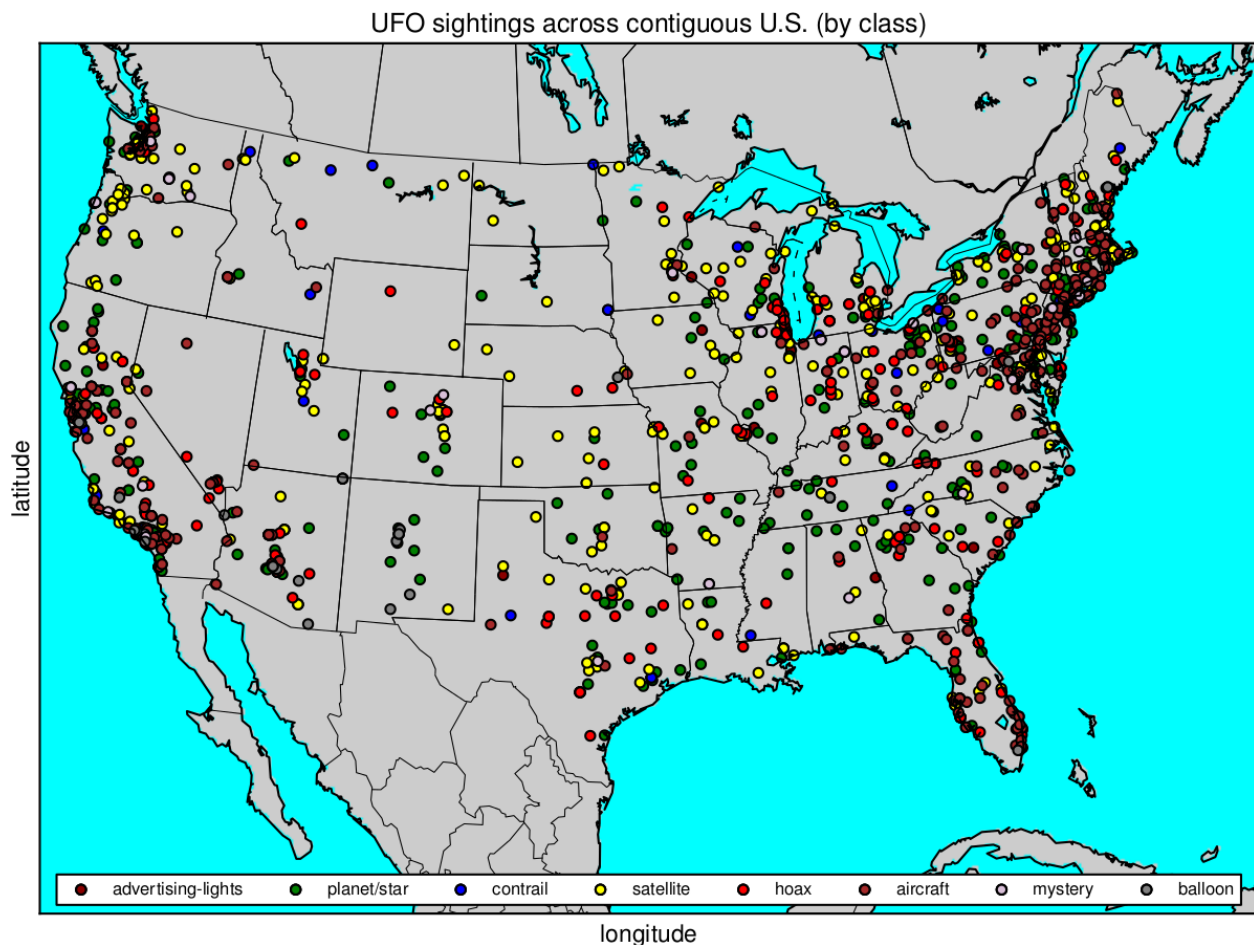 UFO sightings across contiguous U.S. (by class)
latitude
advertising-lights planet/star contrail satellite hoax aircraft mystery balloon
longitude